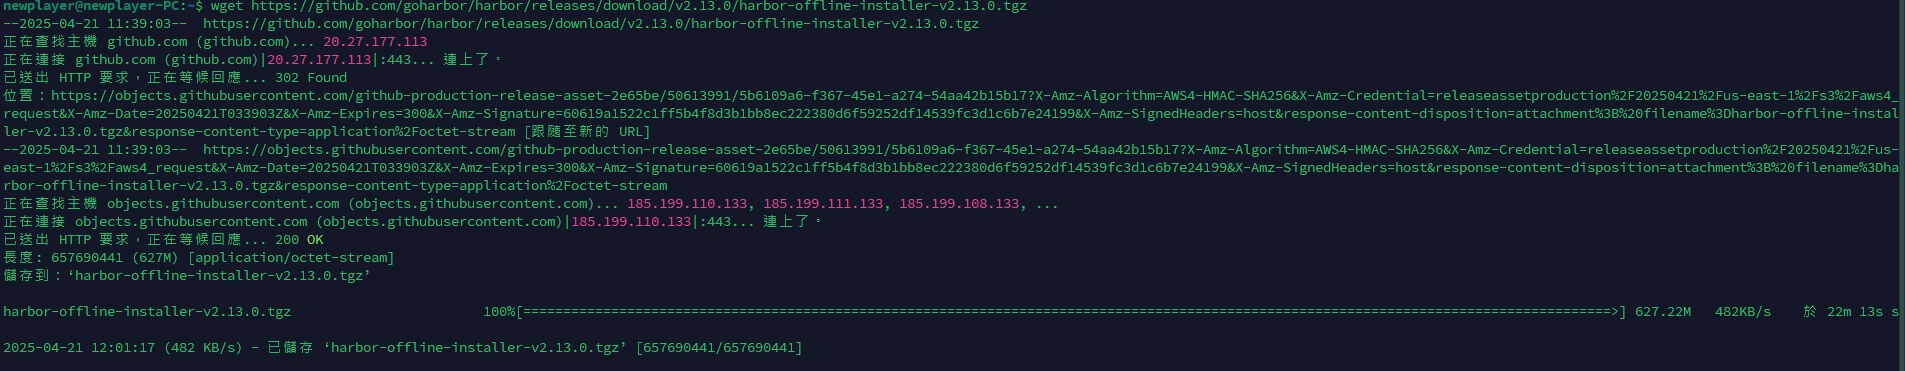 newplayer@newplayer-PC:~$ wget https://github.com/goharbor/harbor/releases/download/v2.13.0/harbor-offline-installer-v2.13.0.tgz
--2025-04-21 11:39:03--  https://github.com/goharbor/harbor/releases/download/v2.13.0/harbor-offline-installer-v2.13.0.tgz
正在查找主機 github.com (github.com)... 20.27.177.113
正在連接 github.com (github.com)|20.27.177.113|:443... 連上了。
已送出 HTTP 要求，正在等候回應... 302 Found
位置：https://objects.githubusercontent.com/github-production-release-asset-2e65be/50613991/5b6109a6-f367-45e1-a274-54aa42b15b17?X-Amz-Algorithm=AWS4-HMAC-SHA256&X-Amz-Credential=releaseassetproduction%2F20250421%2Fus-east-1%2Fs3%2Faws4_
request&X-Amz-Date=20250421T033903Z&X-Amz-Expires=300&X-Amz-Signature=60619a1522c1ff5b4f8d3b1bb8ec222380d6f59252df14539fc3d1c6b7e24199&X-Amz-SignedHeaders=host&response-content-disposition=attachment%3B%20filename%3Dharbor-offline-instal
ler-v2.13.0.tgz&response-content-type=application%2Foctet-stream [跟隨至新的 URL]
--2025-04-21 11:39:03--  https://objects.githubusercontent.com/github-production-release-asset-2e65be/50613991/5b6109a6-f367-45e1-a274-54aa42b15b17?X-Amz-Algorithm=AWS4-HMAC-SHA256&X-Amz-Credential=releaseassetproduction%2F20250421%2Fus-
east-1%2Fs3%2Faws4_request&X-Amz-Date=20250421T033903Z&X-Amz-Expires=300&X-Amz-Signature=60619a1522c1ff5b4f8d3b1bb8ec222380d6f59252df14539fc3d1c6b7e24199&X-Amz-SignedHeaders=host&response-content-disposition=attachment%3B%20filename%3Dha
rbor-offline-installer-v2.13.0.tgz&response-content-type=application%2Foctet-stream
正在查找主機 objects.githubusercontent.com (objects.githubusercontent.com)... 185.199.110.133, 185.199.111.133, 185.199.108.133, ...
正在連接 objects.githubusercontent.com (objects.githubusercontent.com)|185.199.110.133|:443... 連上了。
已送出 HTTP 要求，正在等候回應... 200 OK
長度: 657690441 (627M) [application/octet-stream]
儲存到：‘harbor-offline-installer-v2.13.0.tgz’
harbor-offline-installer-v2.13.0.tgz 100%[========================================================================================================================================>] 627.22M 482KB/s 於 22m 13s s
2025-04-21 12:01:17 (482 KB/s) - 已儲存 ‘harbor-offline-installer-v2.13.0.tgz’ [657690441/657690441]